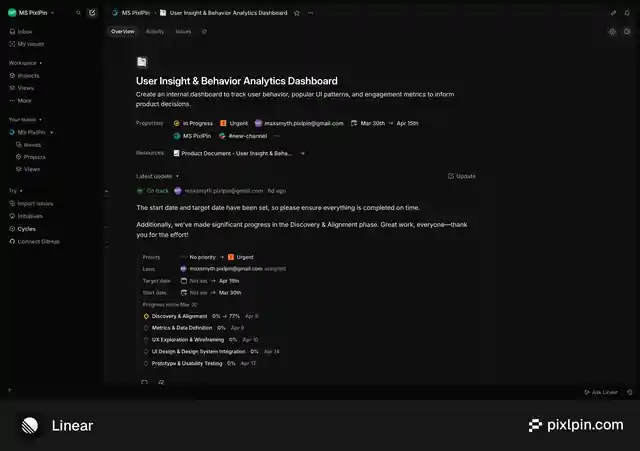 MS PixlPin
MS PixlPin › User Insight & Behavior Analytics Dashboard
Inbox
My issues
Overview Activity Issues
Workspace
Projects
Views
More
Your teams
MS PixlPin
Issues
Projects
Views
Try
Import issues
Initiatives
Cycles
Connect GitHub
User Insight & Behavior Analytics Dashboard
Create an internal dashboard to track user behavior, popular UI patterns, and engagement metrics to inform
product decisions.
Properties In Progress Urgent maxsmyth.pixlpin@gmail.com Mar 30th → Apr 15th
MS PixlPin #new-channel ...
Resources Product Document - User Insight & Beha... +
Latest update Update
On track maxsmyth.pixlpin@gmail.com 6d ago
The start date and target date have been set, so please ensure everything is completed on time.
Additionally, we've made significant progress in the Discovery & Alignment phase. Great work, everyone—thank
you for the effort!
Priority No priority → Urgent
Lead maxsmyth.pixlpin@gmail.com assigned
Target date Not set → Apr 15th
Start date Not set → Mar 30th
Progress since Mar 30
Discovery & Alignment 0% → 77% Apr 8
Metrics & Data Definition 0% Apr 9
UX Exploration & Wireframing 0% Apr 10
UI Design & Design System Integration 0% Apr 14
Prototype & Usability Testing 0%
Ask Linear
Linear
pixlpin.com